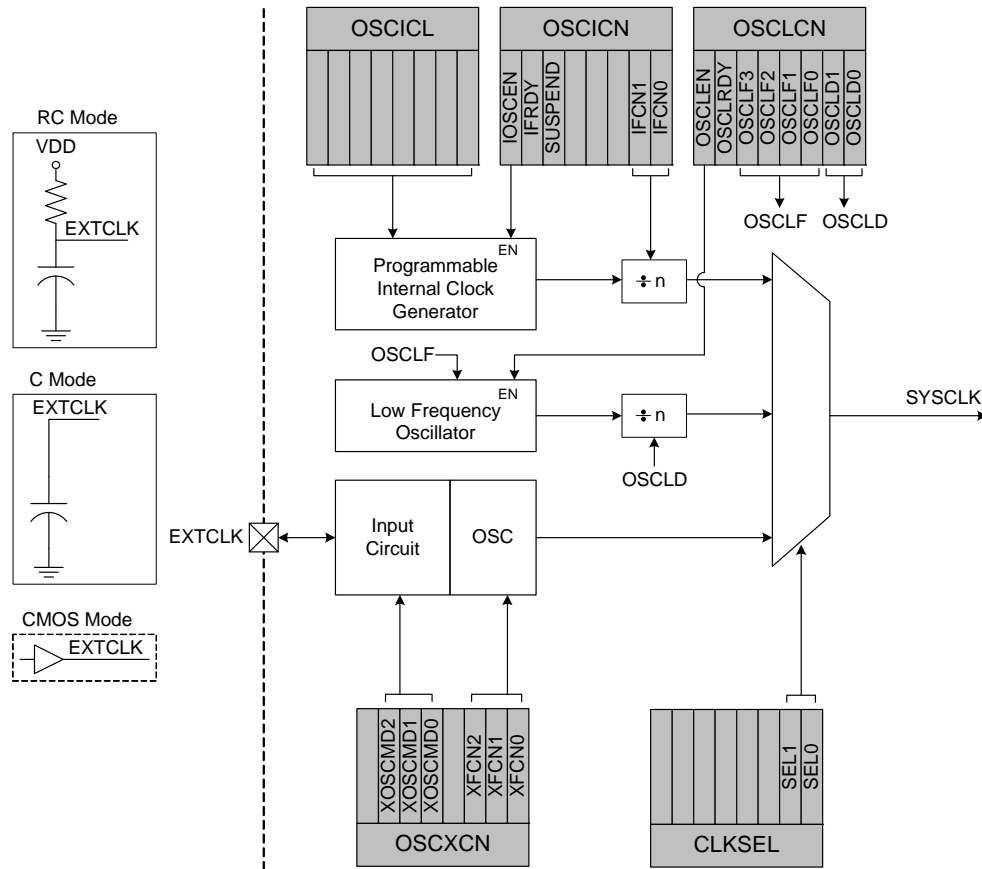 OSCICL
OSCICN
OSCLCN
IOSCEN
IFRDY
SUSPEND
IFCN1
IFCN0
OSCLEN
OSCLRDY
OSCLF3
OSCLF2
OSCLF1
OSCLF0
OSCLD1
OSCLD0
RC Mode
VDD
EXTCLK
OSCLF
OSCLD
EN
Programmable
Internal Clock
Generator
÷ n
OSCLF
C Mode
EXTCLK
EN
Low Frequency
Oscillator
÷ n
SYSCLK
OSCLD
EXTCLK
Input
Circuit
OSC
CMOS Mode
EXTCLK
XOSCMD2
XOSCMD1
XOSCMD0
XFCN2
XFCN1
XFCN0
OSCXCN
SEL1
SEL0
CLKSEL